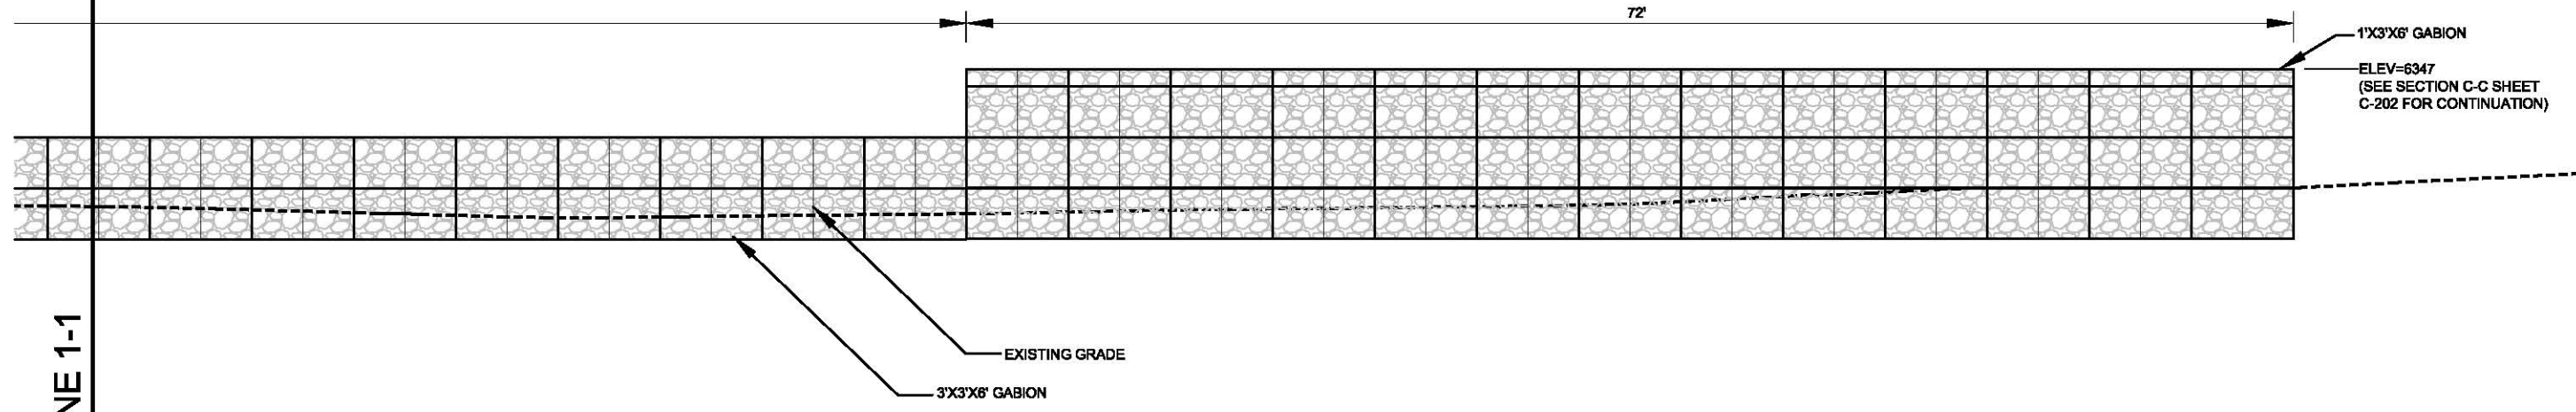 72'
1'X3'X6' GABION
ELEV=6347
(SEE SECTION C-C SHEET
C-202 FOR CONTINUATION)
EXISTING GRADE
3'X3'X6' GABION
NE 1-1